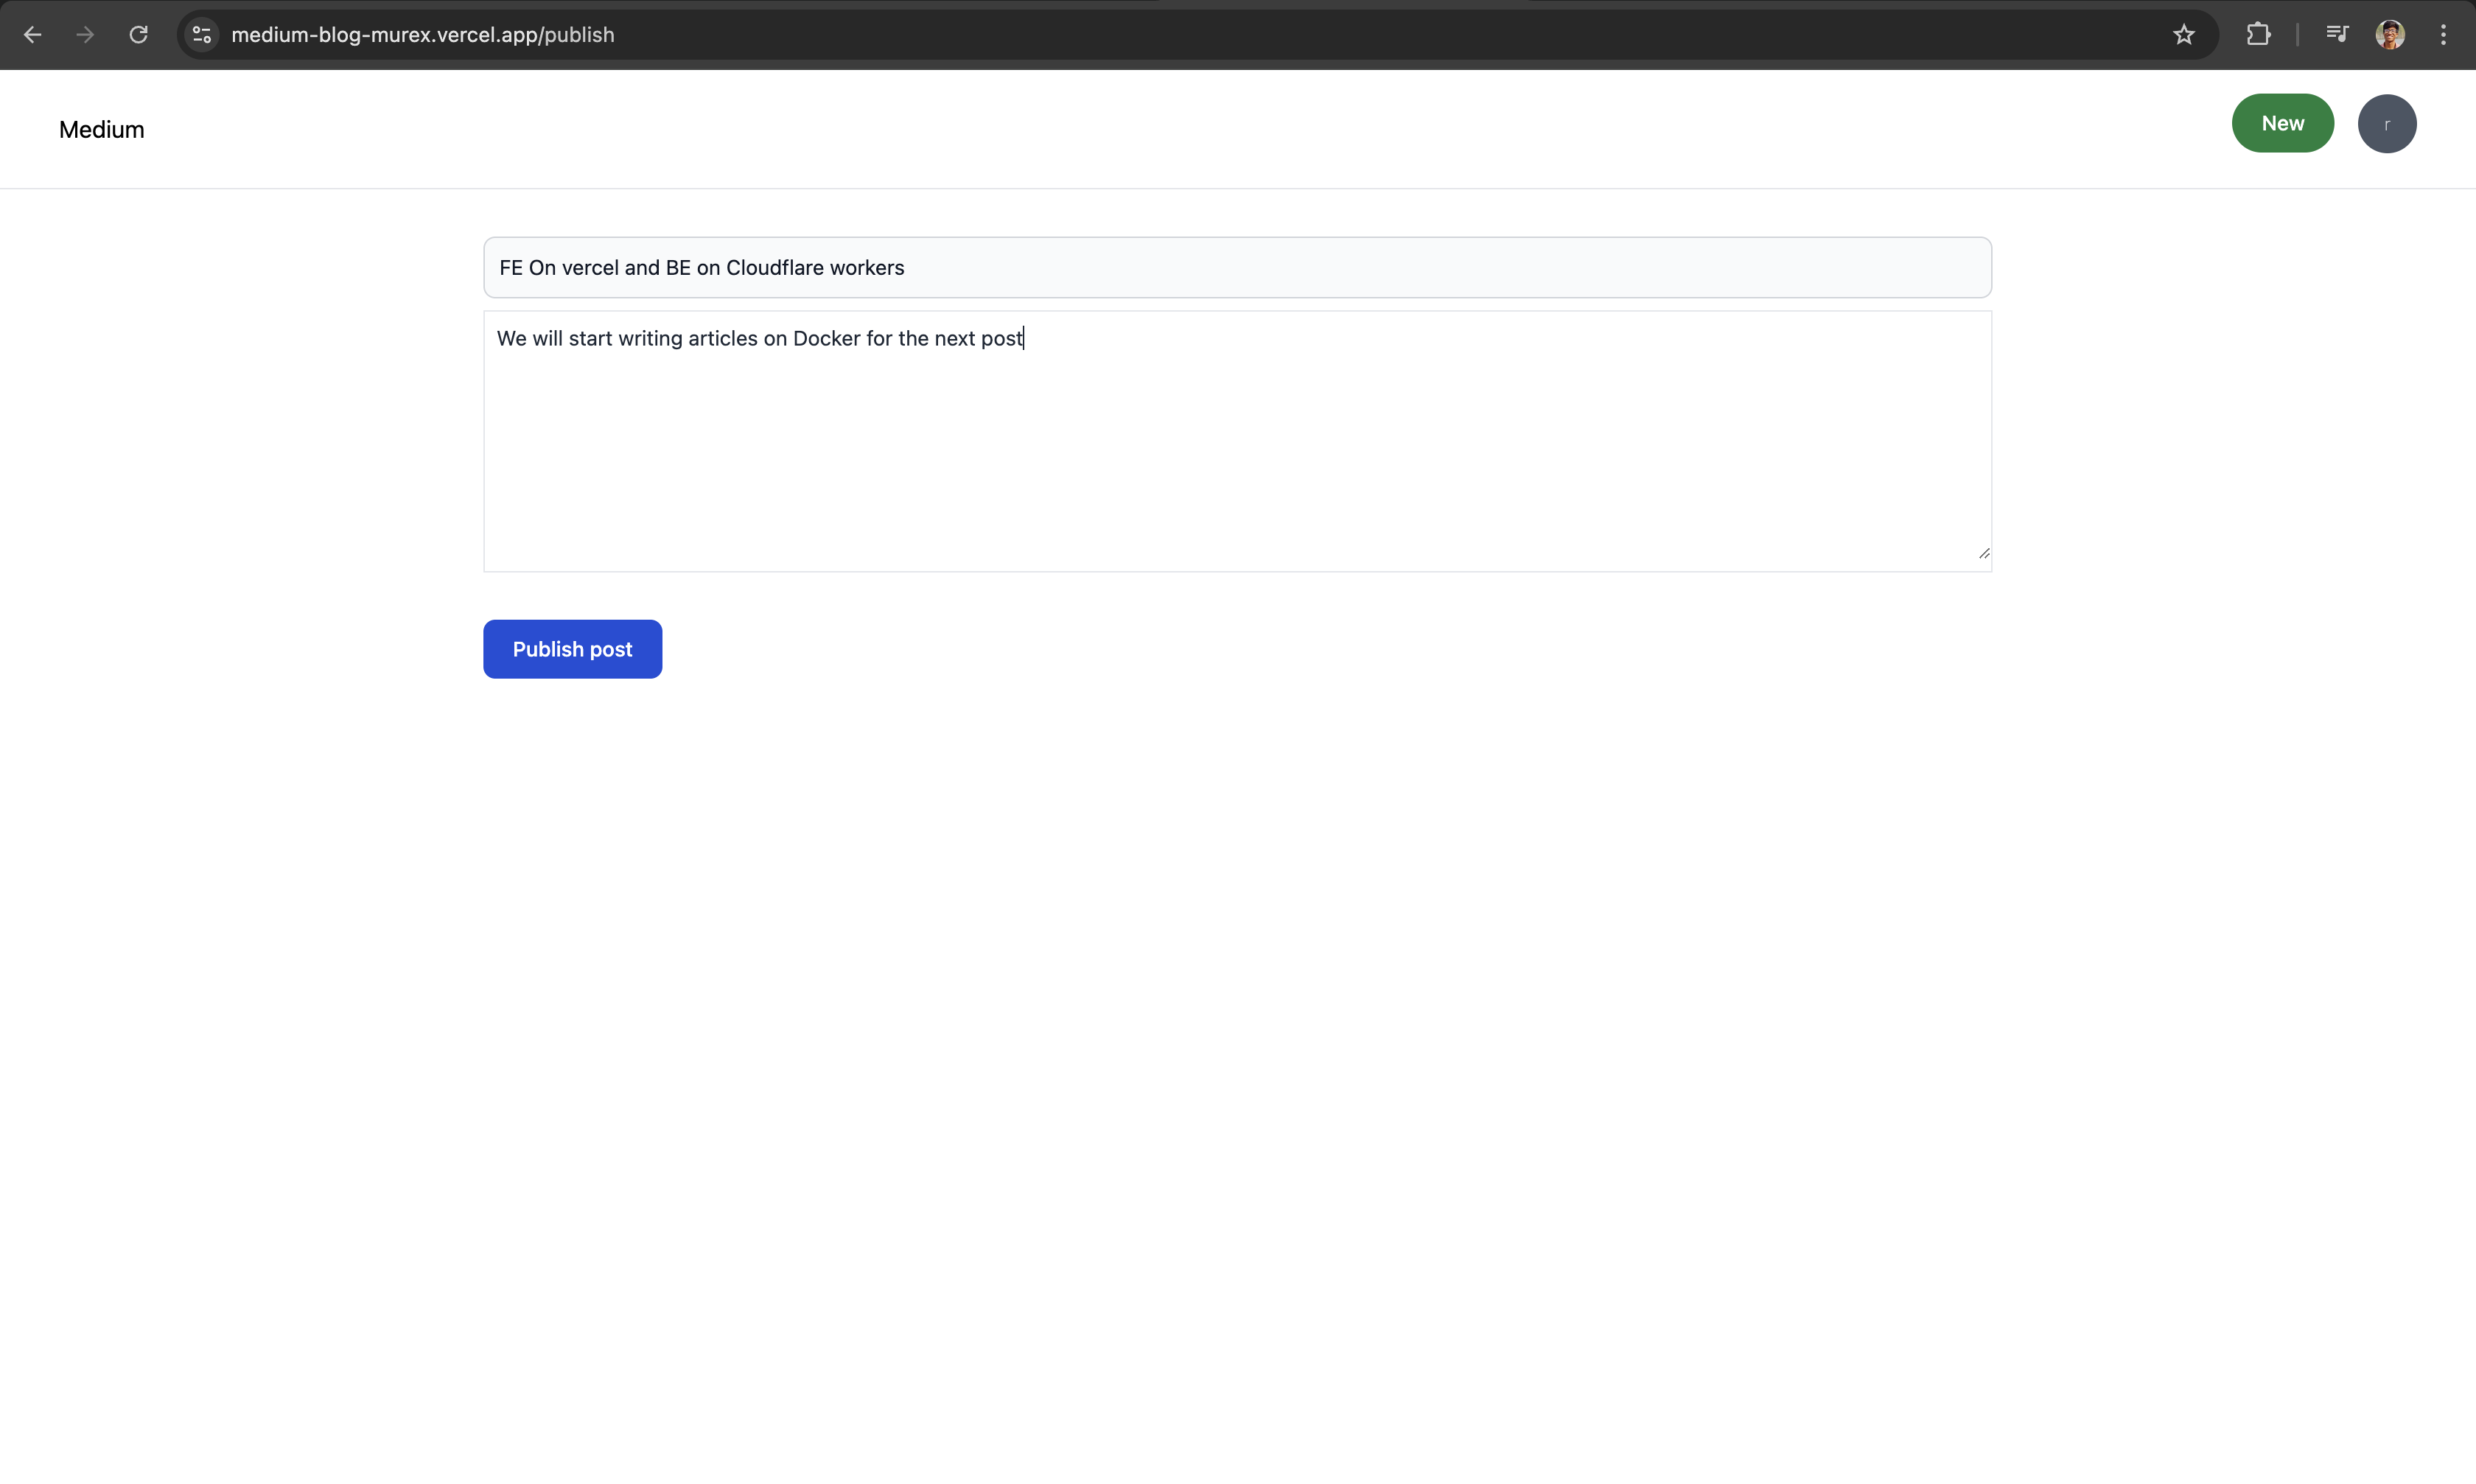 medium-blog-murex.vercel.app/publish
Medium
New
r
FE On vercel and BE on Cloudflare workers
We will start writing articles on Docker for the next post
Publish post